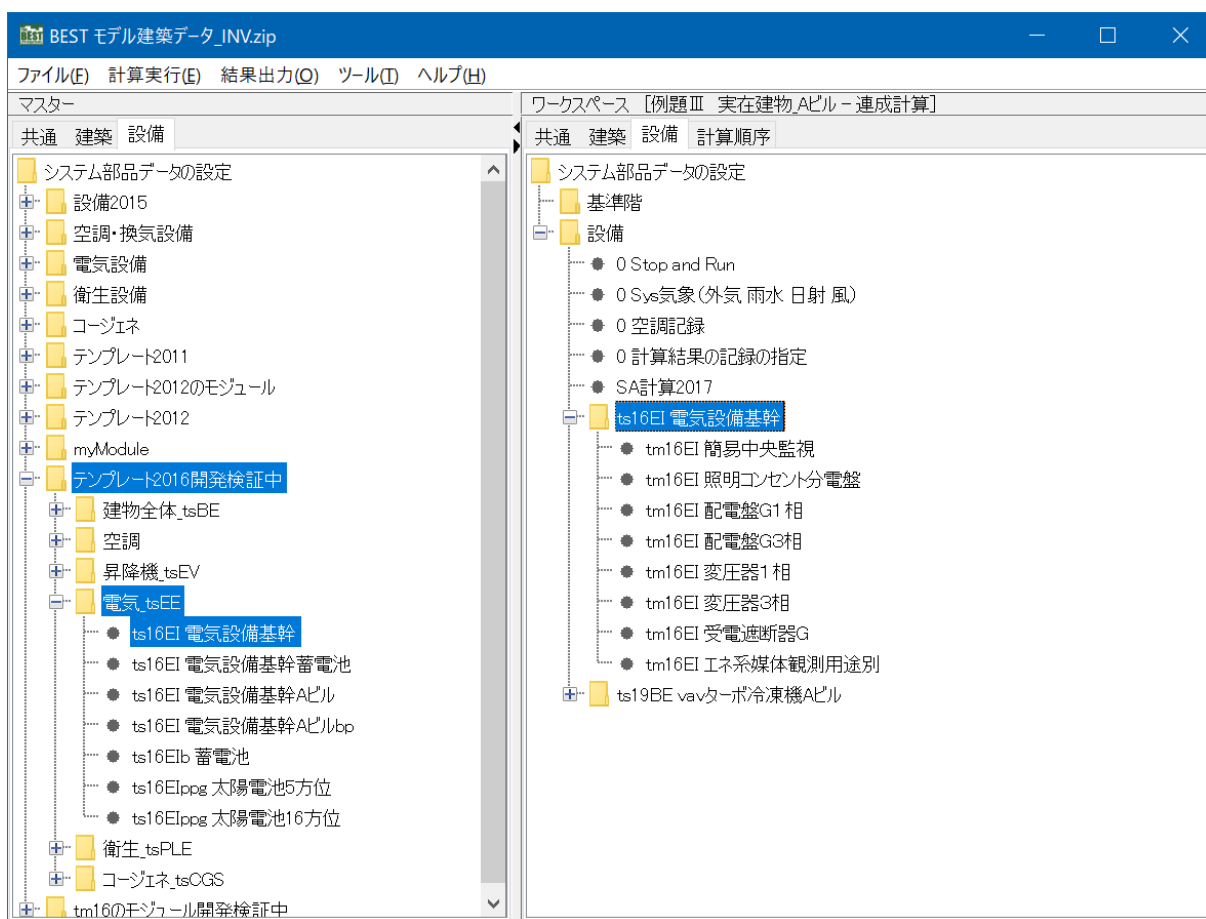 BEST モデル建築データ_INV.zip
ファイル(F) 計算実行(E) 結果出力(O) ツール(T) ヘルプ(H)
マスター
共通 建築 設備
システム部品データの設定
設備2015
空調・換気設備
電気設備
衛生設備
コージェネ
テンプレート2011
テンプレート2012のモジュール
テンプレート2012
myModule
テンプレート2016開発検証中
建物全体_tsBE
空調
昇降機_tsEV
電気_tsEE
ts16EI 電気設備基幹
ts16EI 電気設備基幹蓄電池
ts16EI 電気設備基幹Aビル
ts16EI 電気設備基幹Aビルbp
ts16EIb 蓄電池
ts16EIppg 太陽電池5方位
ts16EIppg 太陽電池16方位
衛生_tsPLE
コージェネ_tsCGS
tm16のモジュール開発検証中
ワークスペース [例題Ⅲ 実在建物_Aビル－連成計算]
共通 建築 設備 計算順序
システム部品データの設定
基準階
設備
0 Stop and Run
0 Sys気象(外気 雨水 日射 風)
0 空調記録
0 計算結果の記録の指定
SA計算2017
ts16EI 電気設備基幹
tm16EI 簡易中央監視
tm16EI 照明コンセント分電盤
tm16EI 配電盤G1相
tm16EI 配電盤G3相
tm16EI 変圧器1相
tm16EI 変圧器3相
tm16EI 受電遮断器G
tm16EI エネ系媒体観測用途別
ts19BE vavターボ冷凍機Aビル